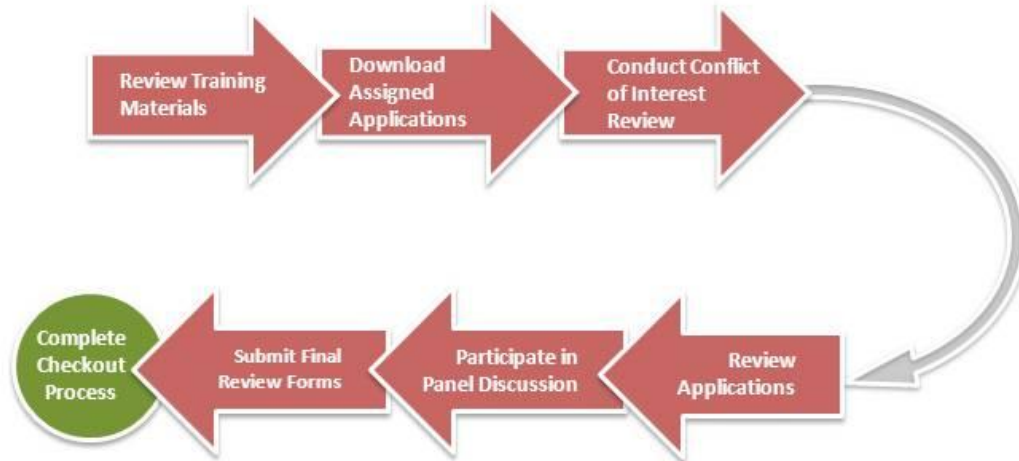 Review Training
Materials
Download
Assigned
Applications
Conduct Conflict
of Interest
Review
Review
Applications
Participate in
Panel Discussion
Submit Final
Review Forms
Complete
Checkout
Process